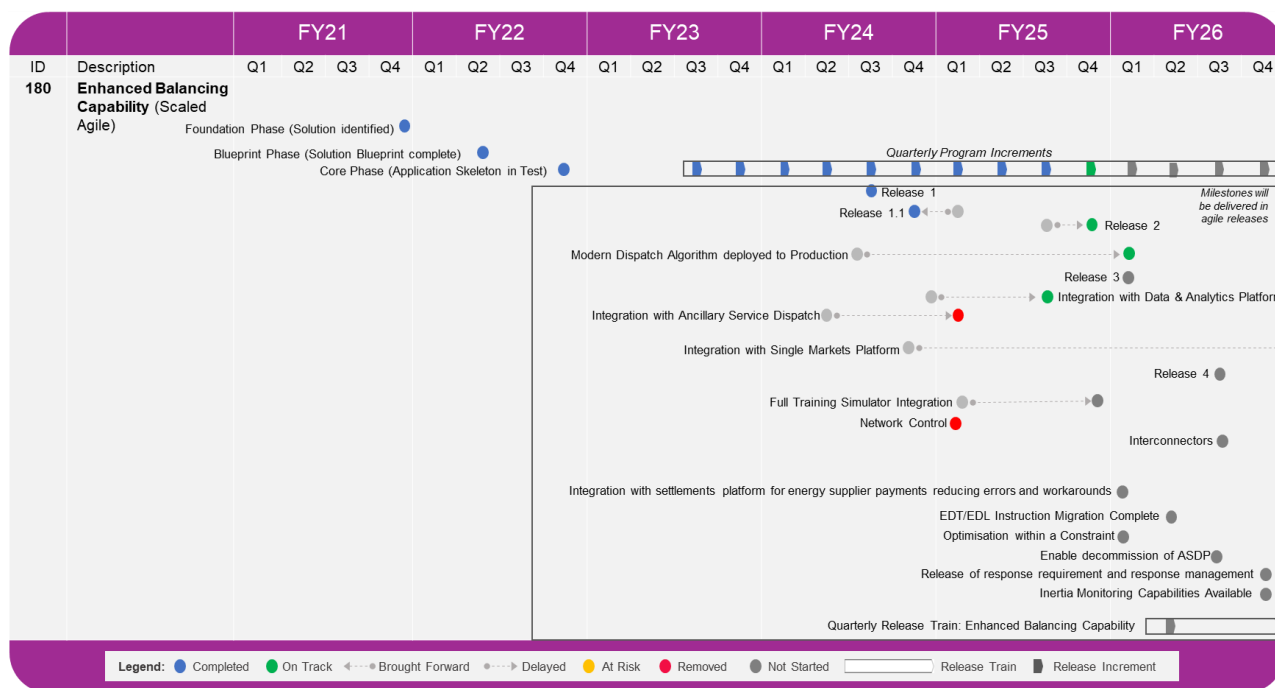 FY21 FY22 FY23 FY24 FY25 FY26
ID Description Q1 Q2 Q3 Q4 Q1 Q2 Q3 Q4 Q1 Q2 Q3 Q4 Q1 Q2 Q3 Q4 Q1 Q2 Q3 Q4 Q1 Q2 Q3 Q4
180 Enhanced Balancing
Capability (Scaled
Agile)
Foundation Phase (Solution identified)
Blueprint Phase (Solution Blueprint complete)
Quarterly Program Increments
Core Phase (Application Skeleton in Test)
Release 1
Milestones will
be delivered in
agile releases
Release 1.1
Release 2
Modern Dispatch Algorithm deployed to Production
Release 3
Integration with Data & Analytics Platform
Integration with Ancillary Service Dispatch
Integration with Single Markets Platform
Release 4
Full Training Simulator Integration
Network Control
Interconnectors
Integration with settlements platform for energy supplier payments reducing errors and workarounds
EDT/EDL Instruction Migration Complete
Optimisation within a Constraint
Enable decommission of ASDP
Release of response requirement and response management
Inertia Monitoring Capabilities Available
Quarterly Release Train: Enhanced Balancing Capability
Legend: Completed On Track Brought Forward Delayed At Risk Removed Not Started Release Train Release Increment